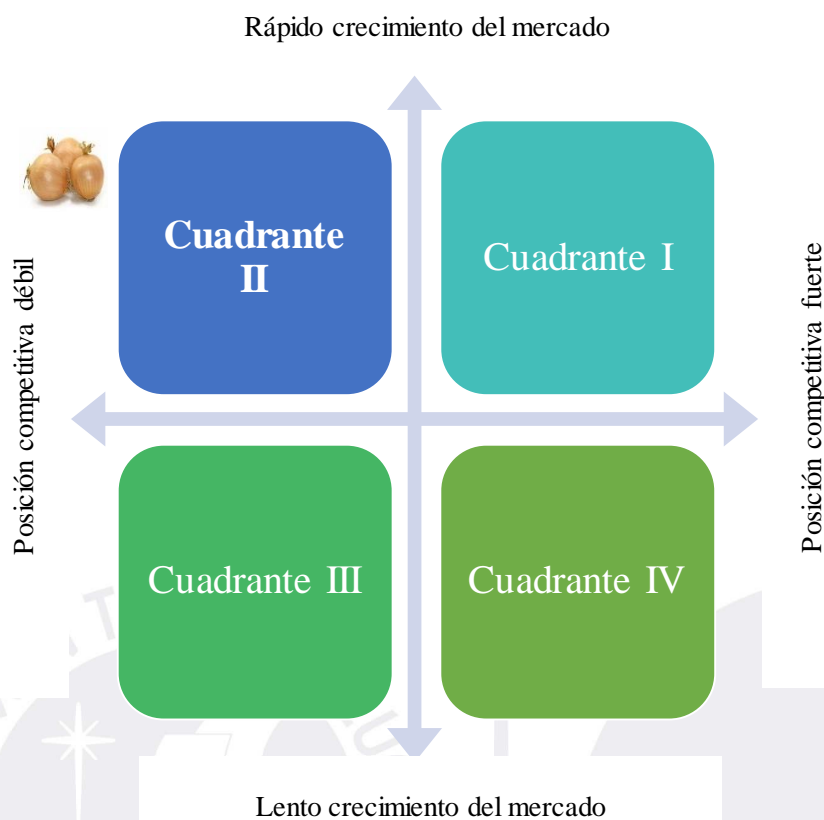 Rápido crecimiento del mercado
Cuadrante
II
Cuadrante I
Posición competitiva débil
Posición competitiva fuerte
Cuadrante III
Cuadrante IV
Lento crecimiento del mercado